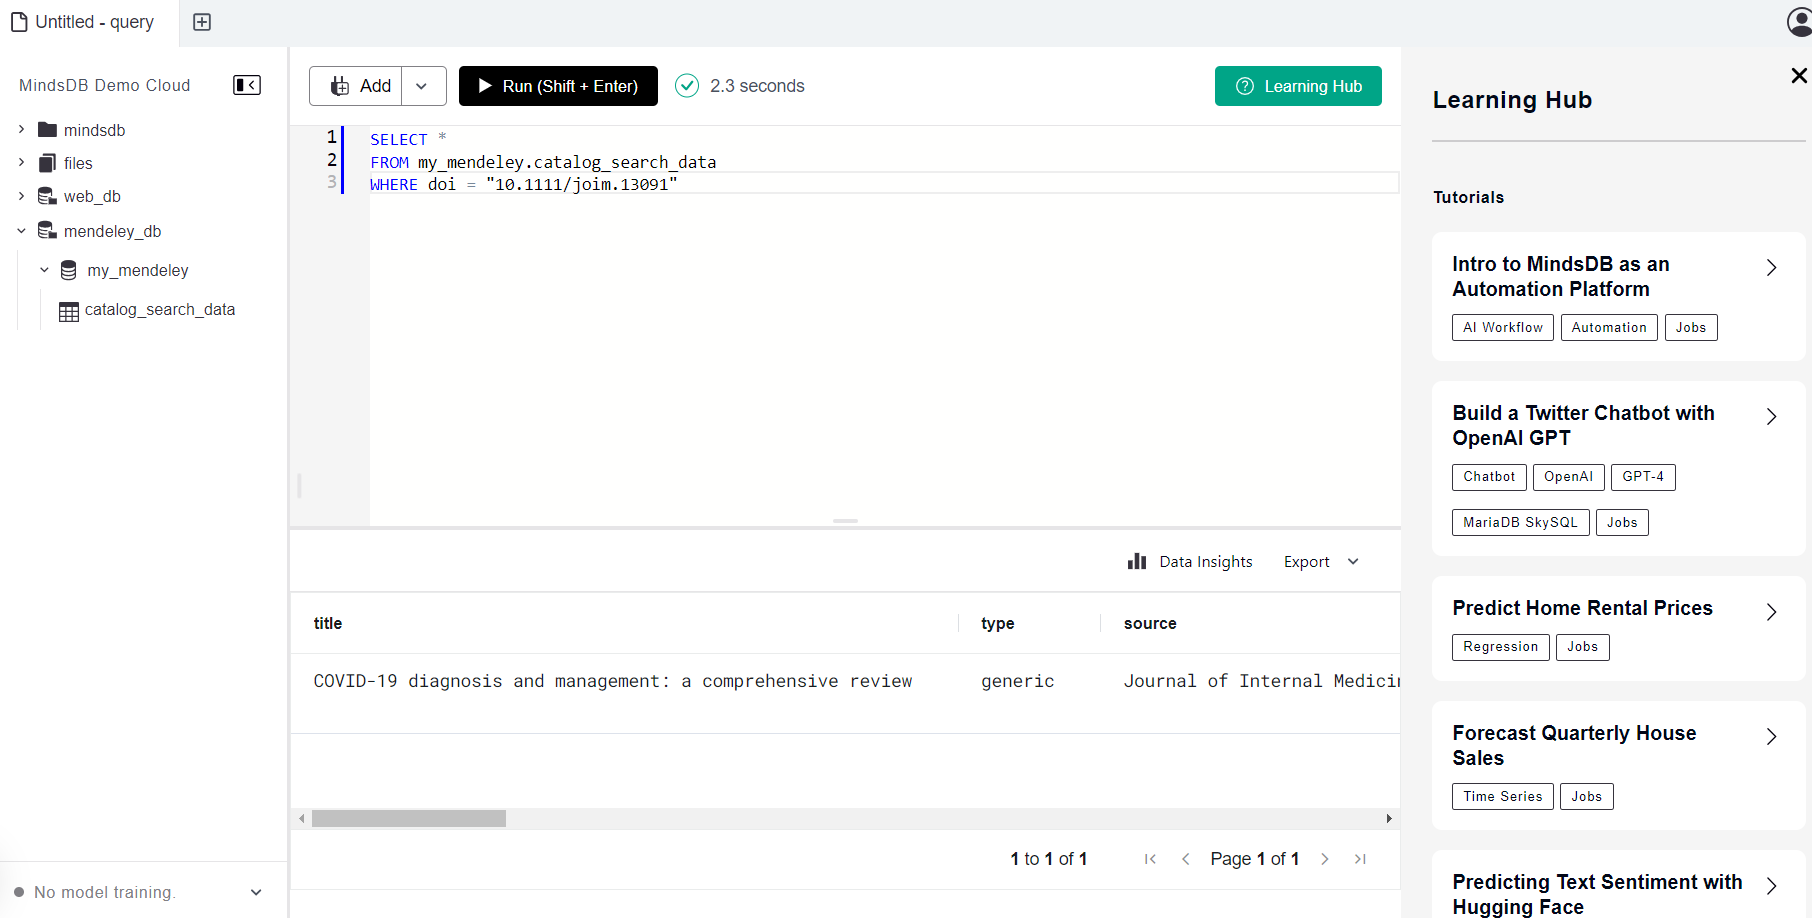 Untitled - query
MindsDB Demo Cloud
mindsdb
files
web_db
mendeley_db
my_mendeley
catalog_search_data
No model training.
Add
Run (Shift + Enter)
2.3 seconds
Learning Hub
1 SELECT *
2 FROM my_mendeley.catalog_search_data
3 WHERE doi = "10.1111/joim.13091"
Data Insights
Export
title type source
COVID-19 diagnosis and management: a comprehensive review generic Journal of Internal
1 to 1 of 1
Page 1 of 1
Learning Hub
Tutorials
Intro to MindsDB as an
Automation Platform
AI Workflow Automation Jobs
Build a Twitter Chatbot with
OpenAI GPT
Chatbot OpenAI GPT-4
MariaDB SkySQL Jobs
Predict Home Rental Prices
Regression Jobs
Forecast Quarterly House
Sales
Time Series Jobs
Predicting Text Sentiment with
Hugging Face